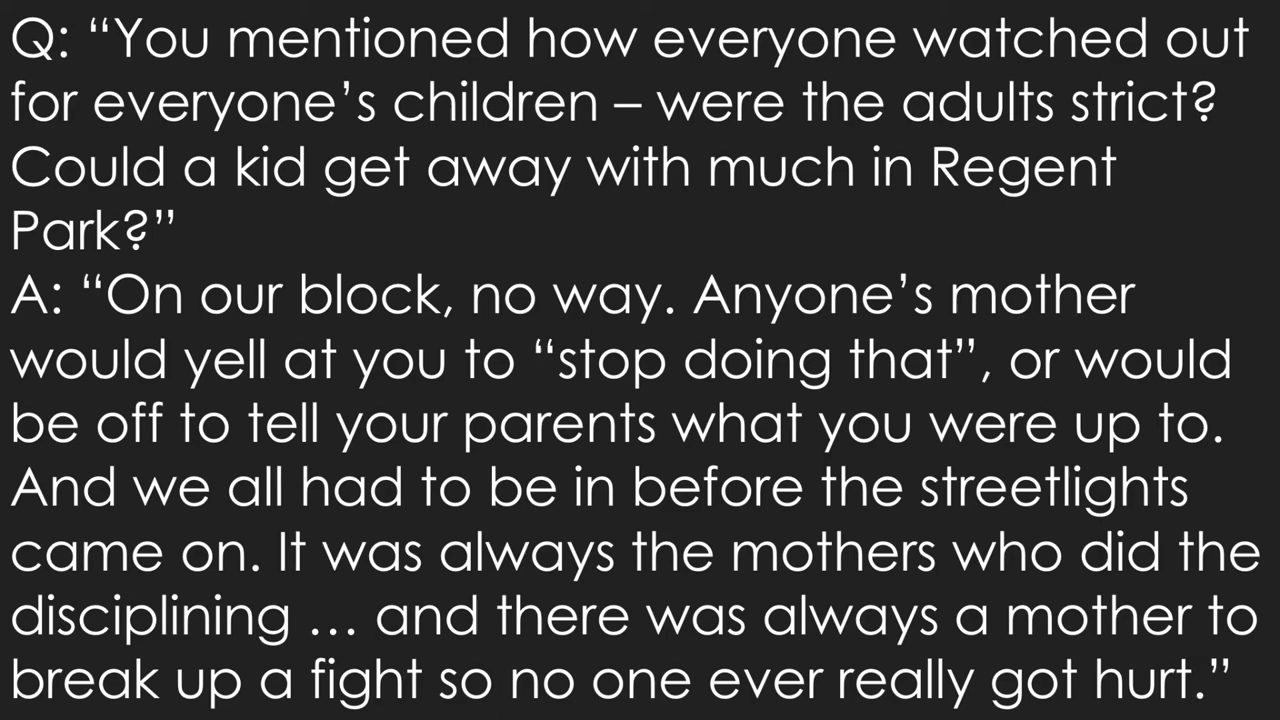 Q: “You mentioned how everyone watched out
for everyone’s children – were the adults strict?
Could a kid get away with much in Regent
Park?”
A: “On our block, no way. Anyone’s mother
would yell at you to “stop doing that”, or would
be off to tell your parents what you were up to.
And we all had to be in before the streetlights
came on. It was always the mothers who did the
disciplining … and there was always a mother to
break up a fight so no one ever really got hurt.”